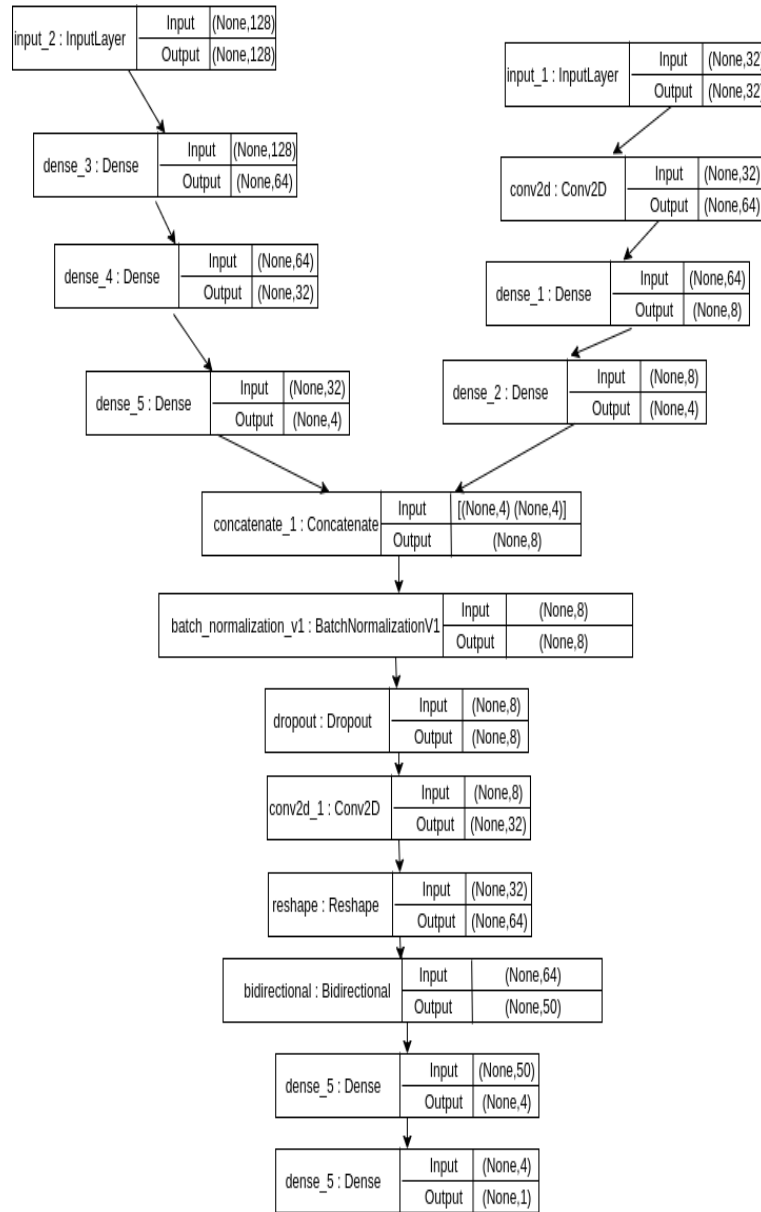 input_2 : InputLayer
Input (None,128)
Output (None,128)
input_1 : InputLayer
Input (None,32)
Output (None,32)
dense_3 : Dense
Input (None,128)
Output (None,64)
conv2d : Conv2D
Input (None,32)
Output (None,64)
dense_4 : Dense
Input (None,64)
Output (None,32)
dense_1 : Dense
Input (None,64)
Output (None,8)
dense_5 : Dense
Input (None,32)
Output (None,4)
dense_2 : Dense
Input (None,8)
Output (None,4)
concatenate_1 : Concatenate
Input [(None,4) (None,4)]
Output (None,8)
batch_normalization_v1 : BatchNormalizationV1
Input (None,8)
Output (None,8)
dropout : Dropout
Input (None,8)
Output (None,8)
conv2d_1 : Conv2D
Input (None,8)
Output (None,32)
reshape : Reshape
Input (None,32)
Output (None,64)
bidirectional : Bidirectional
Input (None,64)
Output (None,50)
dense_5 : Dense
Input (None,50)
Output (None,4)
dense_5 : Dense
Input (None,4)
Output (None,1)